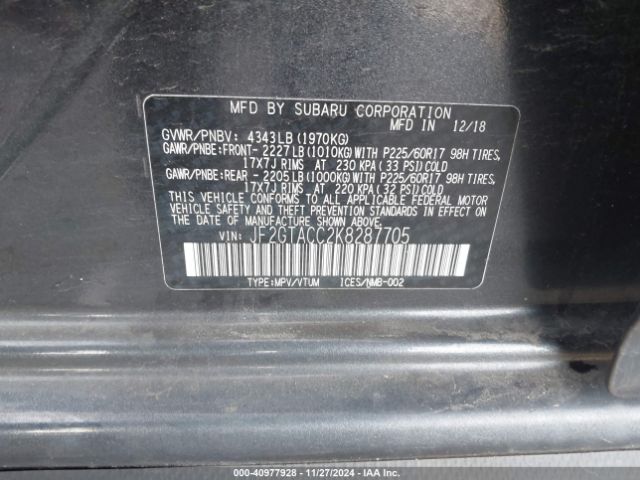 MFD BY SUBARU CORPORATION
MFD IN 12/18
GVWR/PNBV: 4343LB(1970KG)
GAWR/PNBE:FRONT- 2227LB(1010KG)WITH P225/60R17 98H TIRES,
17X7J RIMS AT 230 KPA(33 PSI)COLD
GAWR/PNBE:REAR - 2205LB(1000KG)WITH P225/60R17 98H TIRES,
17X7J RIMS AT 220 KPA(32 PSI)COLD
THIS VEHICLE CONFORMS TO ALL APPLICABLE FEDERAL MOTOR
VEHICLE SAFETY AND THEFT PREVENTION STANDARDS IN EFFECT ON
THE DATE OF MANUFACTURE SHOWN ABOVE.
VIN: JF2GTACC2K8287705
TYPE:MPV/VTUM ICES/NMB-002
00-40977928 - 11/27/2024 - IAA Inc.